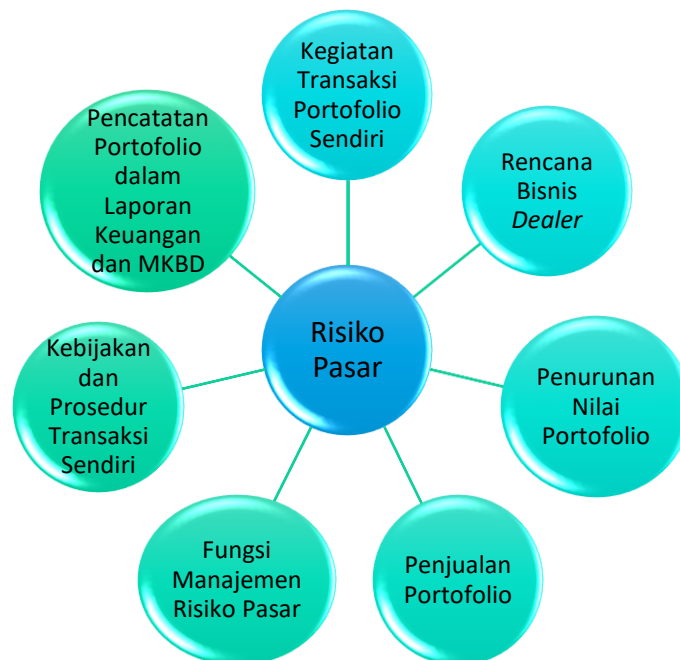 Kegiatan
Transaksi
Portofolio
Sendiri
Rencana
Bisnis
Dealer
Penurunan
Nilai
Portofolio
Penjualan
Portofolio
Fungsi
Manajemen
Risiko Pasar
Kebijakan
dan
Prosedur
Transaksi
Sendiri
Pencatatan
Portofolio
dalam
Laporan
Keuangan
dan MKBD
Risiko
Pasar